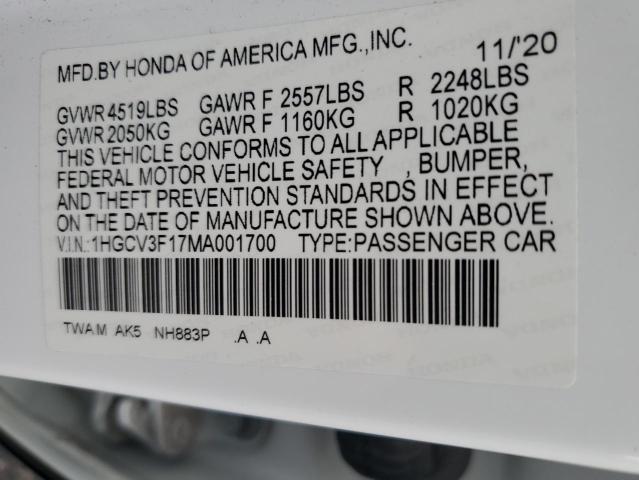 MFD.BY HONDA OF AMERICA MFG.,INC. 11/'20
GVWR 4519LBS GAWR F 2557LBS R 2248LBS
GVWR 2050KG GAWR F 1160KG R 1020KG
THIS VEHICLE CONFORMS TO ALL APPLICABLE
FEDERAL MOTOR VEHICLE SAFETY , BUMPER,
AND THEFT PREVENTION STANDARDS IN EFFECT
ON THE DATE OF MANUFACTURE SHOWN ABOVE.
V.I.N.:1HGCV3F17MA001700 TYPE:PASSENGER CAR
TWA:M AK5 NH883P .A .A